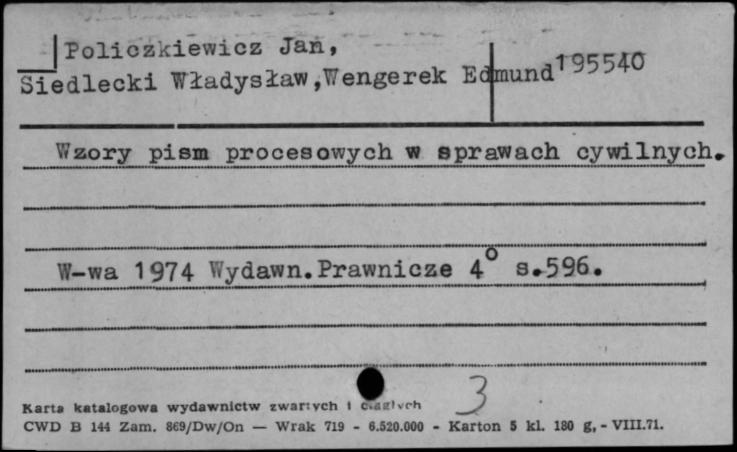 Policzkiewicz Jan,
Siedlecki Władysław,Wengerek Edmund 195540
Wzory pism procesowych w sprawach cywilnych.
W-wa 1974 Wydawn.Prawnicze 4° s.596.
3
Karta katalogowa wydawnictw zwartych i ciągłych
CWD B 144 Zam. 869/Dw/On — Wrak 719 - 6.520.000 - Karton 5 kl. 180 g, - VIII.71.